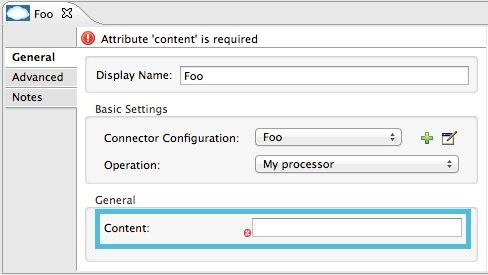 Foo
Attribute 'content' is required
General
Advanced
Notes
Display Name: Foo
Basic Settings
Connector Configuration: Foo
Operation: My processor
General
Content: